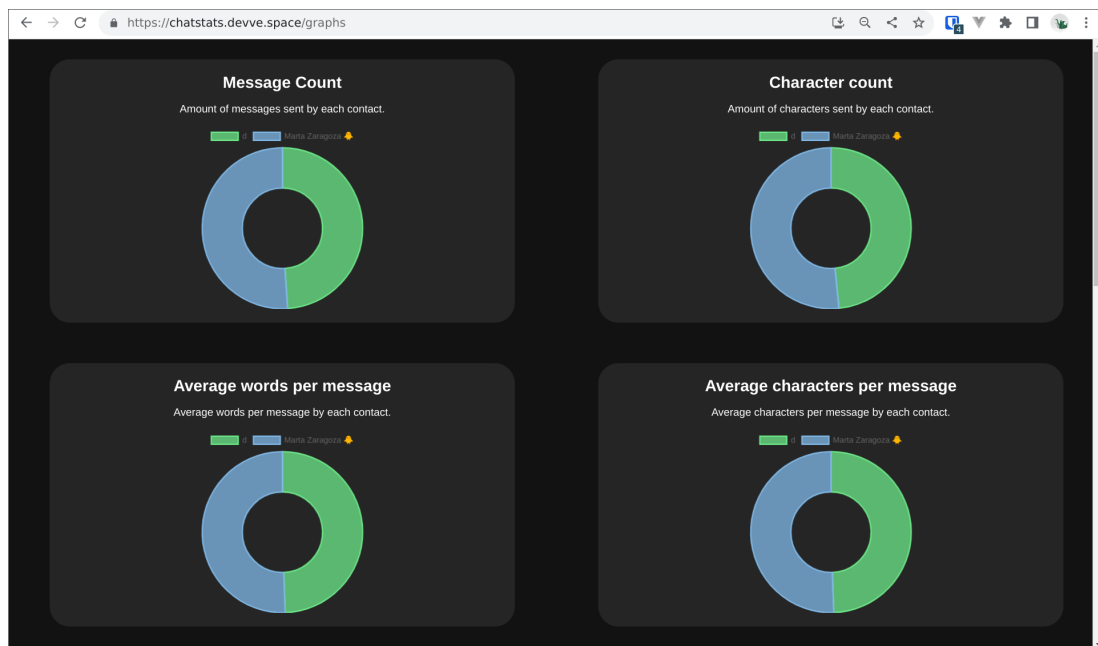 https://chatstats.devve.space/graphs
4
Message Count
Amount of messages sent by each contact.
d Marta Zaragoza 🐥
Character count
Amount of characters sent by each contact.
d Marta Zaragoza 🐥
Average words per message
Average words per message by each contact.
d Marta Zaragoza 🐥
Average characters per message
Average characters per message by each contact.
d Marta Zaragoza 🐥